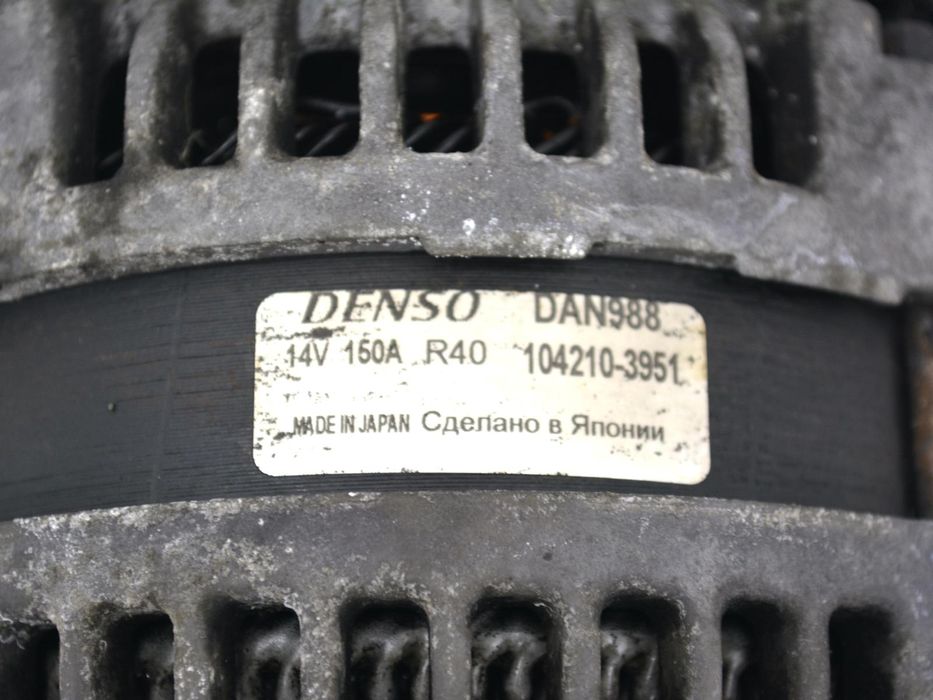 DENSO DAN988
14V 150A R40 104210-3951
MADE IN JAPAN Сделано в Японии